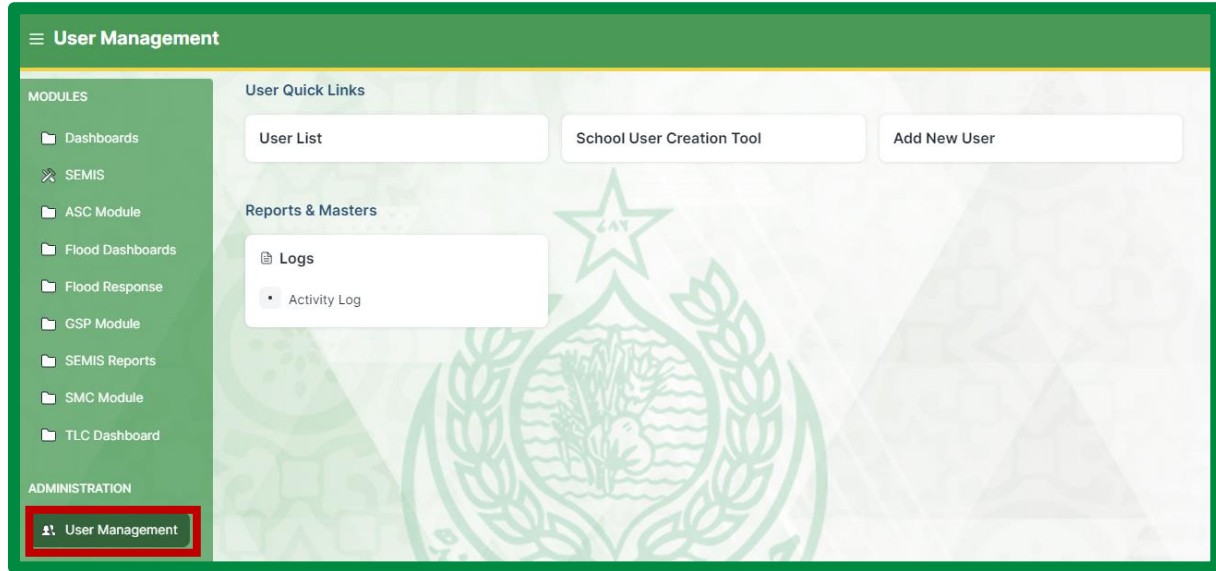 User Management
MODULES
Dashboards
SEMIS
ASC Module
Flood Dashboards
Flood Response
GSP Module
SEMIS Reports
SMC Module
TLC Dashboard
ADMINISTRATION
User Management
User Quick Links
User List
School User Creation Tool
Add New User
Reports & Masters
Logs
Activity Log